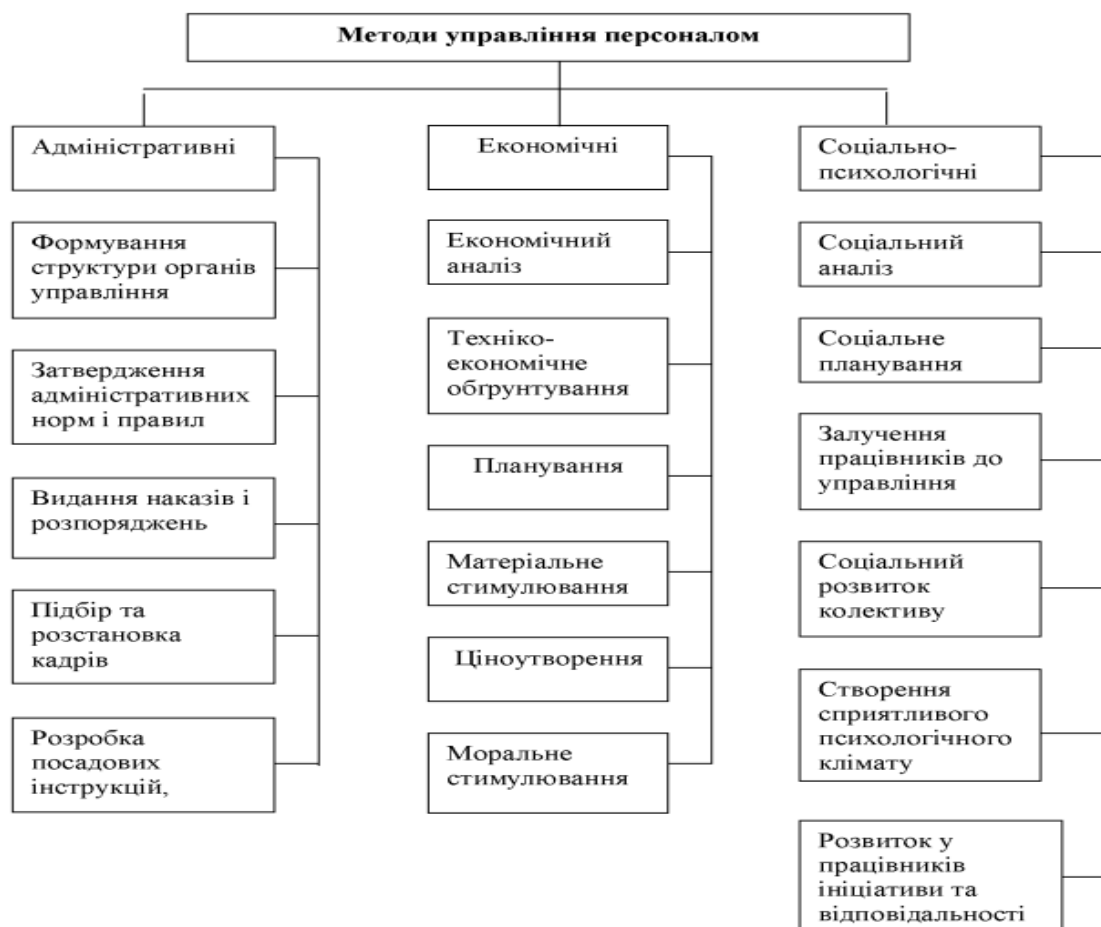 Методи управління персоналом
Адміністративні
Формування
структури органів
управління
Затвердження
адміністративних
норм і правил
Видання наказів і
розпоряджень
Підбір та
розстановка
кадрів
Розробка
посадових
інструкцій,
Економічні
Економічний
аналіз
Техніко-
економічне
обґрунтування
Планування
Матеріальне
стимулювання
Ціноутворення
Моральне
стимулювання
Соціально-
психологічні
Соціальний
аналіз
Соціальне
планування
Залучення
працівників до
управління
Соціальний
розвиток
колективу
Створення
сприятливого
психологічного
клімату
Розвиток у
працівників
ініціативи та
відповідальності